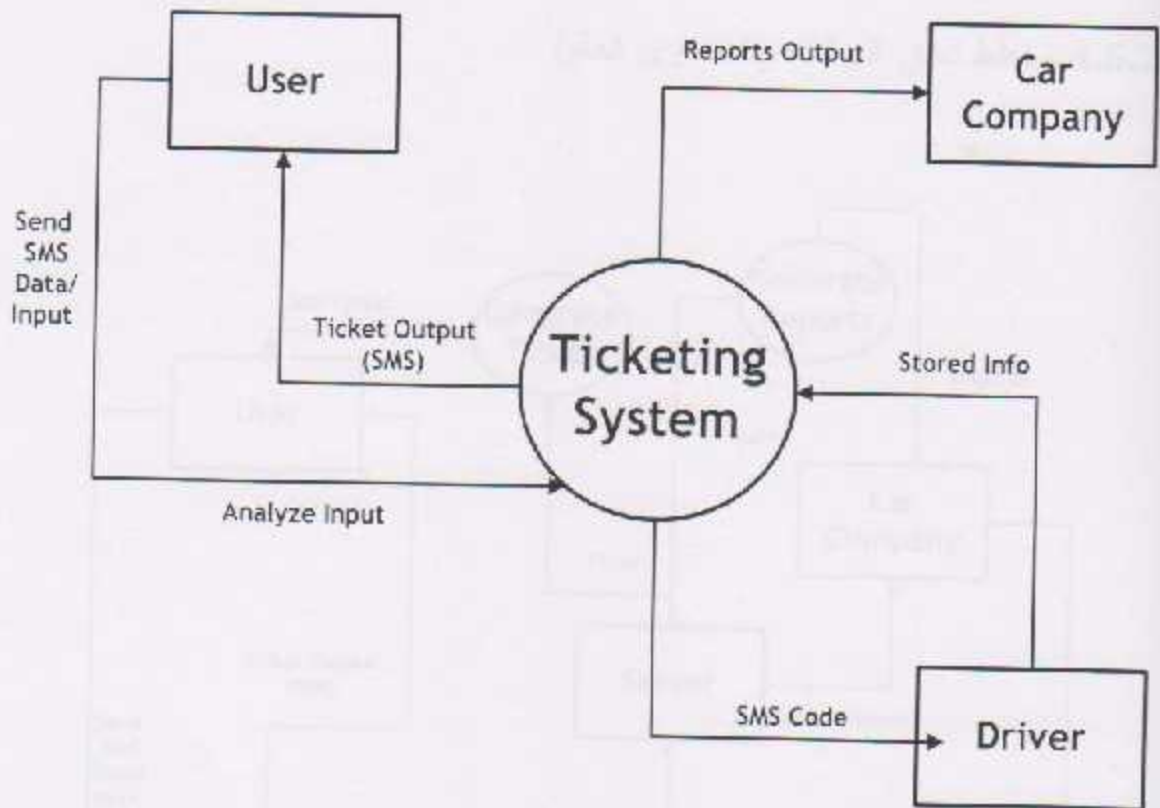 User
Reports Output
Car
Company
Send
SMS
Data/
Input
Ticket Output
(SMS)
Ticketing
System
Stored Info
Analyze Input
SMS Code
Driver